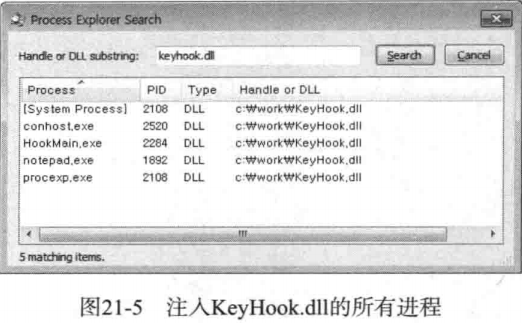 Process Explorer Search
Handle or DLL substring: keyhook.dll Search Cancel
Process PID Type Handle or DLL
[System Process] 2108 DLL c:₩work₩KeyHook.dll
conhost.exe 2520 DLL c:₩work₩KeyHook.dll
HookMain.exe 2284 DLL c:₩work₩KeyHook.dll
notepad.exe 1892 DLL c:₩work₩KeyHook.dll
procexp.exe 2108 DLL c:₩work₩KeyHook.dll
5 matching items.
图21-5 注入KeyHook.dll的所有进程